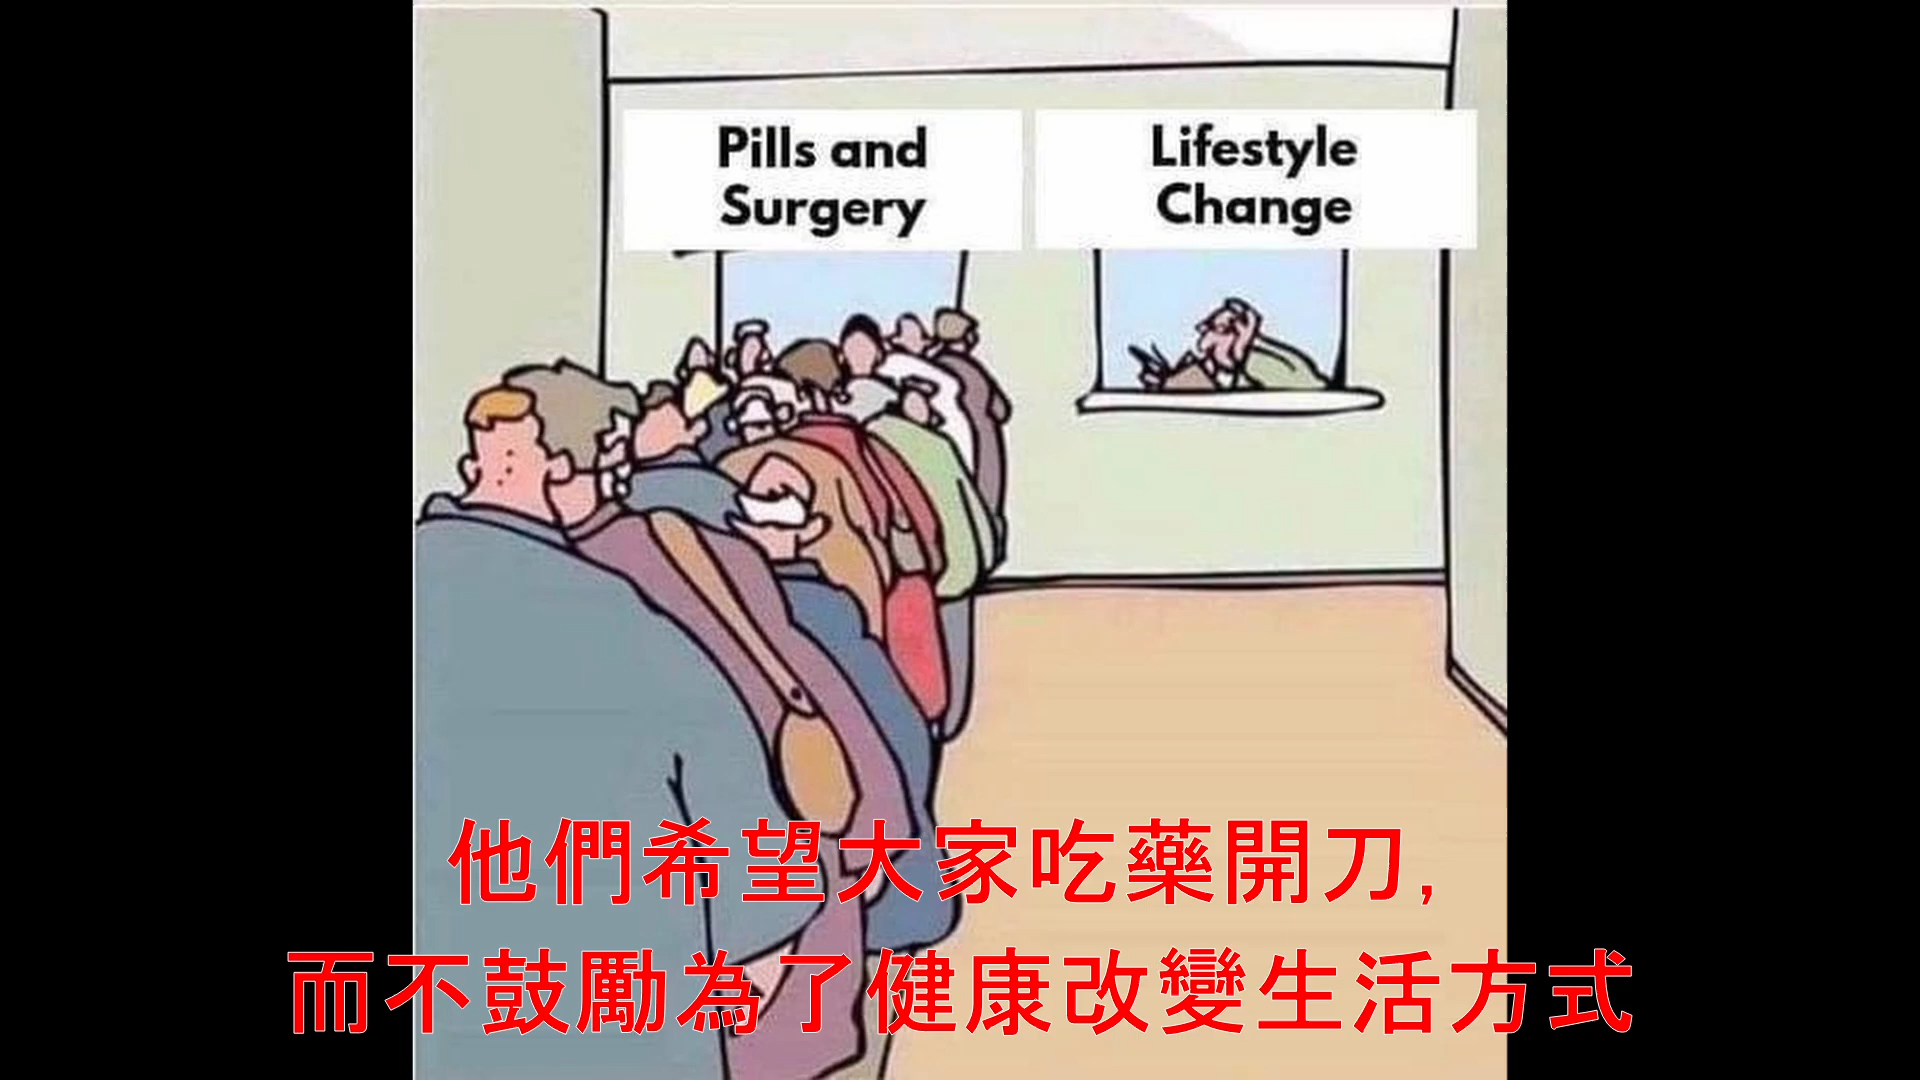 Pills and
Surgery
Lifestyle
Change
他們希望大家吃藥開刀,
而不鼓勵為了健康改變生活方式